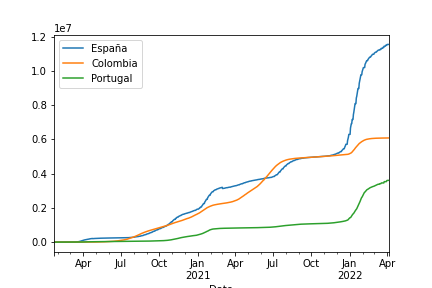 1e7
1.2
1.0
0.8
0.6
0.4
0.2
0.0
España
Colombia
Portugal
Apr Jul Oct Jan Apr Jul Oct Jan Apr
2021 2022
Date